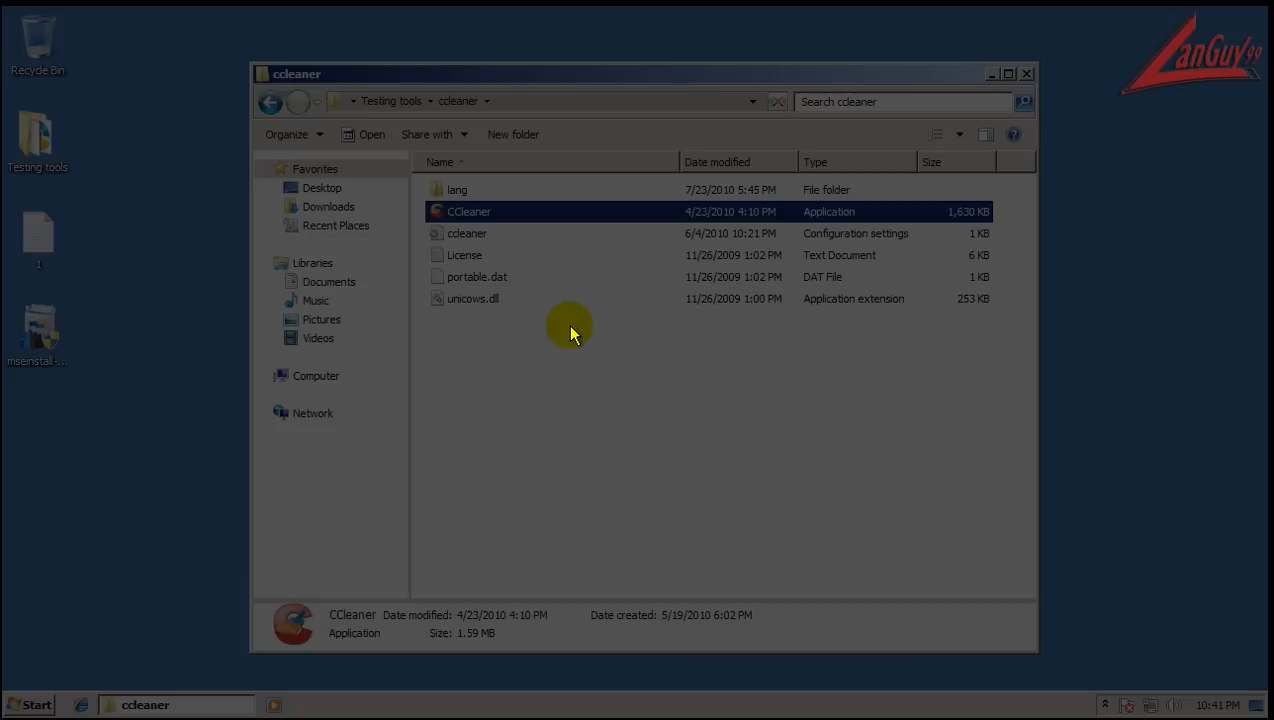 Recycle Bin
Testing tools
1
mseinstall-...
LanGuy99
ccleaner
Testing tools ccleaner
Search ccleaner
Organize Open Share with New folder
Name Date modified Type Size
Favorites
Desktop
Downloads
Recent Places
Libraries
Documents
Music
Pictures
Videos
Computer
Network
lang 7/23/2010 5:45 PM File folder
CCleaner 4/23/2010 4:10 PM Application 1,630 KB
ccleaner 6/4/2010 10:21 PM Configuration settings 1 KB
License 11/26/2009 1:02 PM Text Document 6 KB
portable.dat 11/26/2009 1:02 PM DAT File 1 KB
unicows.dll 11/26/2009 1:00 PM Application extension 253 KB
CCleaner Date modified: 4/23/2010 4:10 PM Date created: 5/19/2010 6:02 PM
Application Size: 1.59 MB
Start ccleaner 10:41 PM